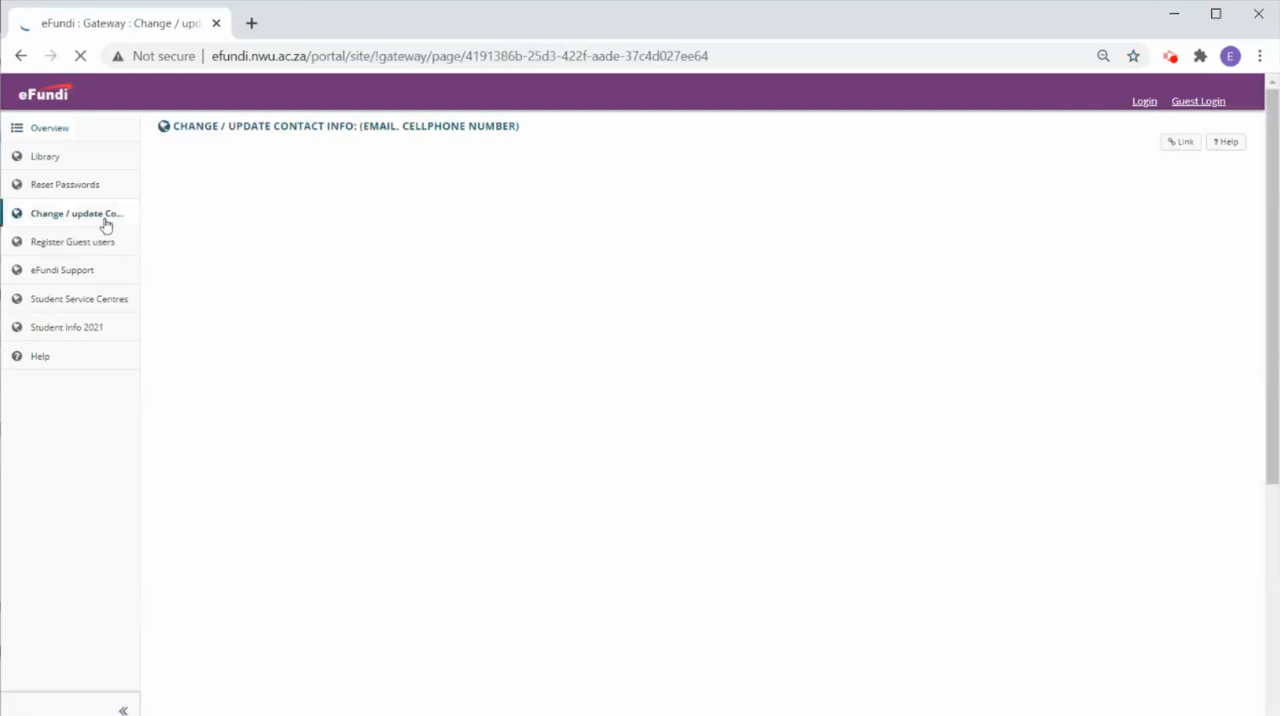 eFundi : Gateway : Change / upd
Not secure | efundi.nwu.ac.za/portal/site/!gateway/page/4191386b-25d3-422f-aade-37c4d027ee64
E
eFundi
Login Guest Login
Overview
CHANGE / UPDATE CONTACT INFO: (EMAIL. CELLPHONE NUMBER)
Link ? Help
Library
Reset Passwords
Change / update Co...
Register Guest users
eFundi Support
Student Service Centres
Student Info 2021
Help